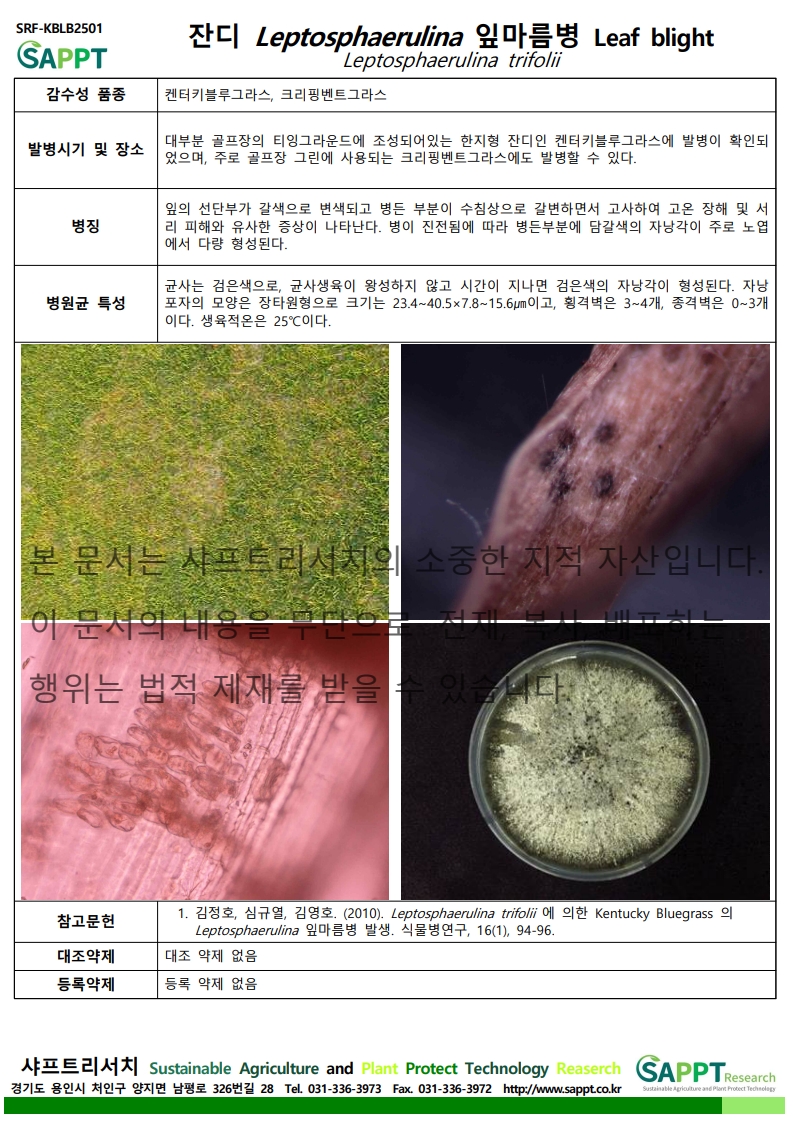 SRF-KBLB2501
SAPPT
잔디 Leptosphaerulina 잎마름병 Leaf blight
Leptosphaerulina trifolii
감수성 품종
켄터키블루그라스, 크리핑벤트그라스
발병시기 및 장소
대부분 골프장의 티잉그라운드에 조성되어있는 한지형 잔디인 켄터키블루그라스에 발병이 확인되
었으며, 주로 골프장 그린에 사용되는 크리핑벤트그라스에도 발병할 수 있다.
병징
잎의 선단부가 갈색으로 변색되고 병든 부분이 수침상으로 갈변하면서 고사하여 고온 장해 및 서
리 피해와 유사한 증상이 나타난다. 병이 진전됨에 따라 병든부분에 담갈색의 자낭각이 주로 노엽
에서 다량 형성된다.
병원균 특성
균사는 검은색으로, 균사생육이 왕성하지 않고 시간이 지나면 검은색의 자낭각이 형성된다. 자낭
포자의 모양은 장타원형으로 크기는 23.4~40.5×7.8~15.6㎛이고, 횡격벽은 3~4개, 종격벽은 0~3개
이다. 생육적온은 25℃이다.
본 문서는 샤프트리서치의 소중한 지적 자산입니다.
이 문서의 내용을 무단으로 전재, 복사, 배포하는
행위는 법적 제재를 받을 수 있습니다.
참고문헌
1. 김정호, 심규열, 김영호. (2010). Leptosphaerulina trifolii 에 의한 Kentucky Bluegrass 의
Leptosphaerulina 잎마름병 발생. 식물병연구, 16(1), 94-96.
대조약제
대조 약제 없음
등록약제
등록 약제 없음
샤프트리서치 Sustainable Agriculture and Plant Protect Technology Reaserch
경기도 용인시 처인구 양지면 남평로 326번길 28 Tel. 031-336-3973 Fax. 031-336-3972 http://www.sappt.co.kr
SAPPT Research
Sustainable Agriculture and Plant Protect Technology